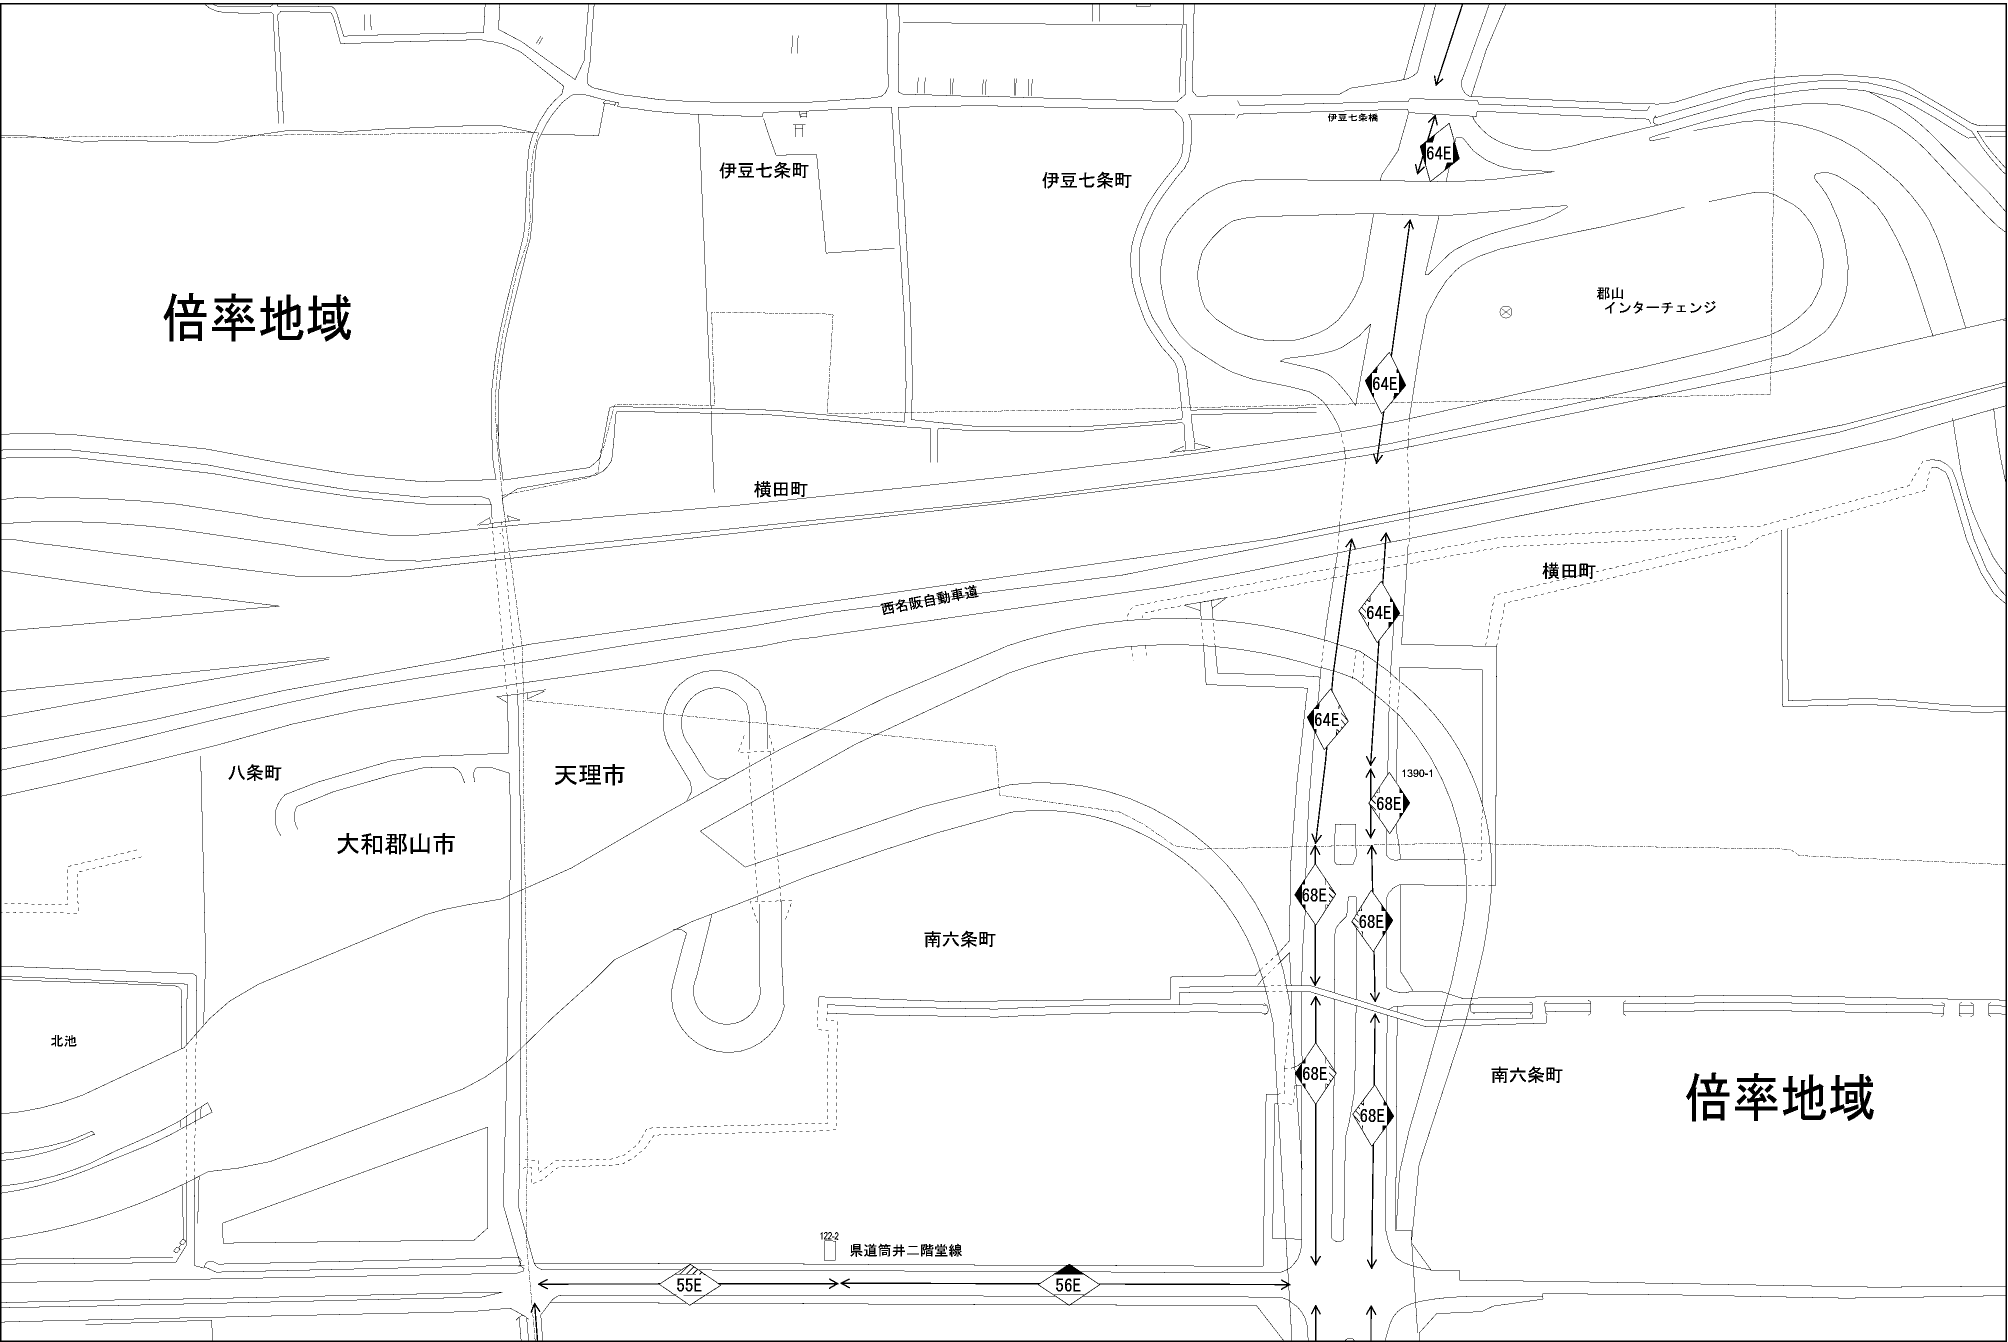 伊豆七条橋
64E
伊豆七条町
伊豆七条町
倍率地域
郡山
インターチェンジ
64E
横田町
横田町
西名阪自動車道
64E
64E
八条町
天理市
1390-1
68E
大和郡山市
68E
68E
南六条町
北池
68E
南六条町
倍率地域
68E
122-2
県道筒井二階堂線
55E
56E